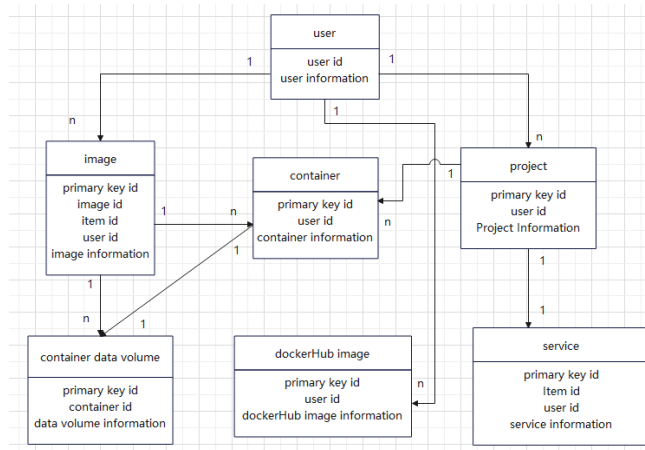 user
user id
user information
1
1
1
n
n
image
primary key id
image id
item id
user id
image information
container
primary key id
user id
container information
project
primary key id
user id
Project Information
1
1
n
n
1
1
1
n
1
1
container data volume
primary key id
container id
data volume information
dockerHub image
primary key id
user id
dockerHub image information
n
service
primary key id
Item id
user id
service information